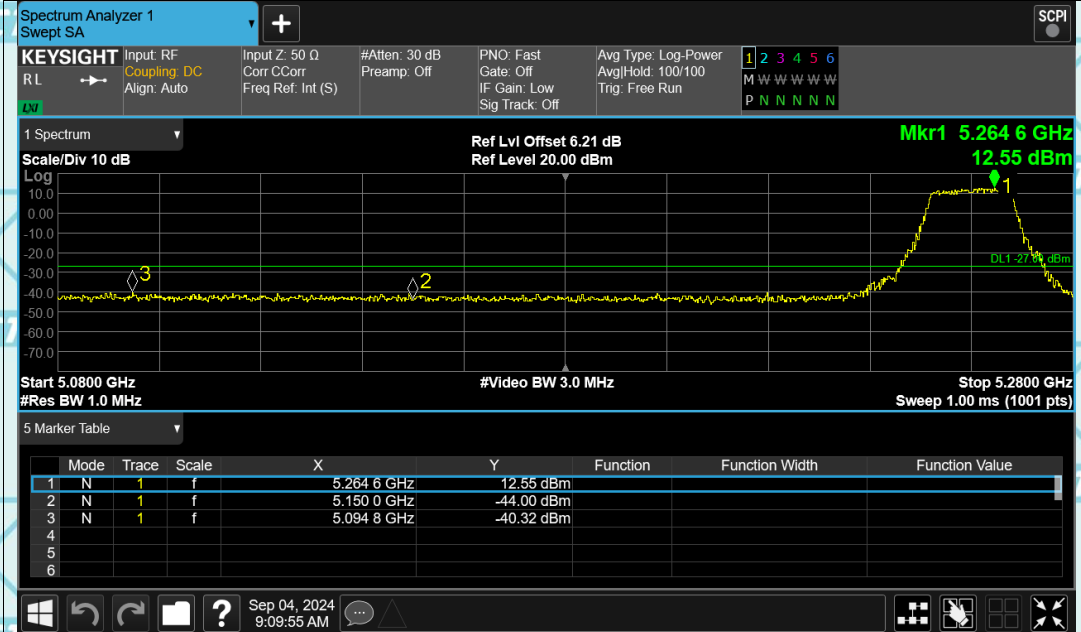 Spectrum Analyzer 1
Swept SA
+
SCPI
KEYSIGHT
R L
LXI
Input: RF
Coupling: DC
Align: Auto
Input Z: 50 Ω
Corr CCorr
Freq Ref: Int (S)
#Atten: 30 dB
Preamp: Off
PNO: Fast
Gate: Off
IF Gain: Low
Sig Track: Off
Avg Type: Log-Power
Avg|Hold: 100/100
Trig: Free Run
1 2 3 4 5 6
M W W W W W
P N N N N N
1 Spectrum
Scale/Div 10 dB
Ref Lvl Offset 6.21 dB
Ref Level 20.00 dBm
Mkr1 5.264 6 GHz
12.55 dBm
Log
10.0
0.00
-10.0
-20.0
-30.0
-40.0
-50.0
-60.0
-70.0
1
3
2
Start 5.0800 GHz
#Video BW 3.0 MHz
Stop 5.2800 GHz
#Res BW 1.0 MHz
Sweep 1.00 ms (1001 pts)
5 Marker Table
Mode Trace Scale X Y Function Function Width Function Value
1 N 1 f 5.264 6 GHz 12.55 dBm
2 N 1 f 5.150 0 GHz -44.00 dBm
3 N 1 f 5.094 8 GHz -40.32 dBm
4
5
6
?
Sep 04, 2024
9:09:55 AM